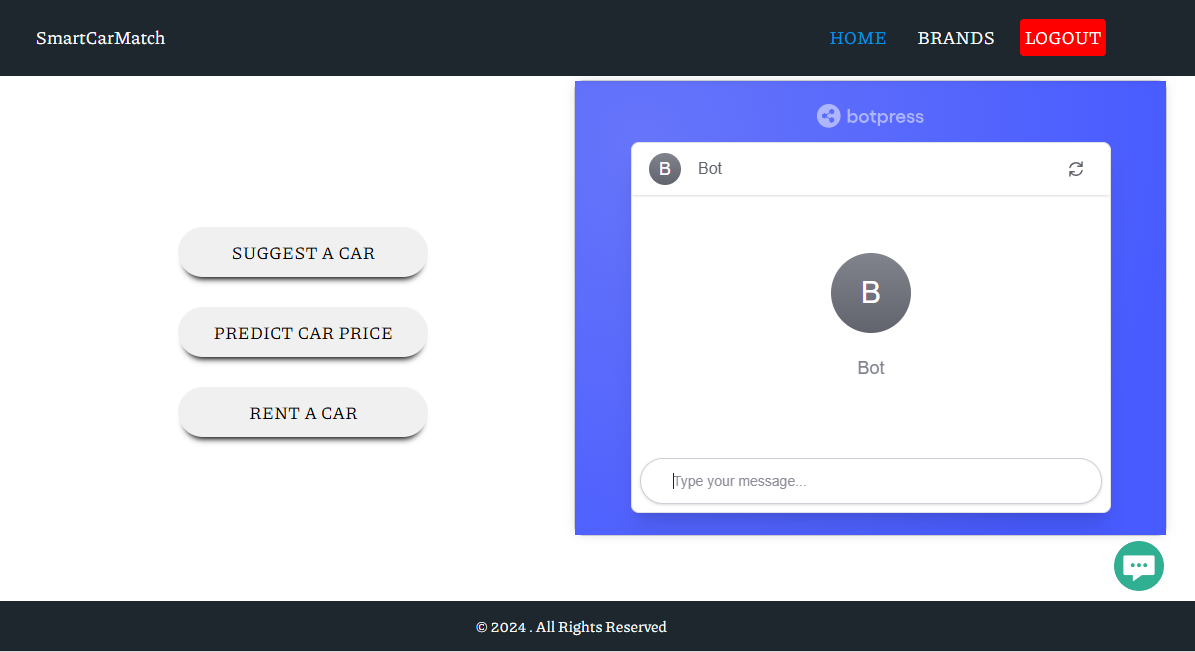 SmartCarMatch
HOME BRANDS LOGOUT
SUGGEST A CAR
PREDICT CAR PRICE
RENT A CAR
botpress
B Bot
B
Bot
Type your message...
© 2024 . All Rights Reserved